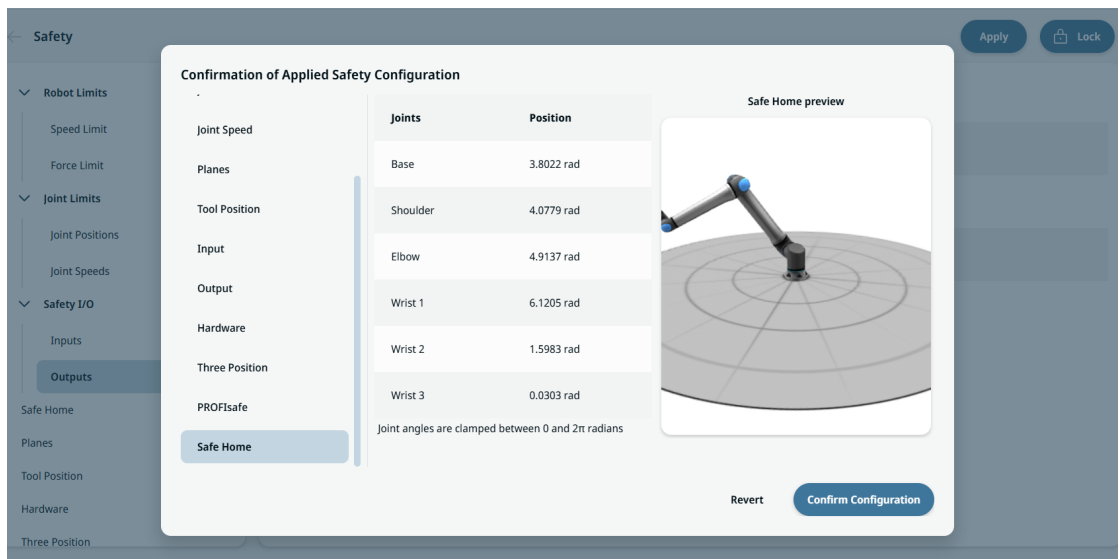 Safety
Apply
Lock
Robot Limits
Speed Limit
Force Limit
Joint Limits
Joint Positions
Joint Speeds
Safety I/O
Inputs
Outputs
Safe Home
Planes
Tool Position
Hardware
Three Position
Confirmation of Applied Safety Configuration
Joint Speed
Planes
Tool Position
Input
Output
Hardware
Three Position
PROFIsafe
Safe Home
Joints Position
Base 3.8022 rad
Shoulder 4.0779 rad
Elbow 4.9137 rad
Wrist 1 6.1205 rad
Wrist 2 1.5983 rad
Wrist 3 0.0303 rad
Joint angles are clamped between 0 and 2π radians
Safe Home preview
Revert
Confirm Configuration